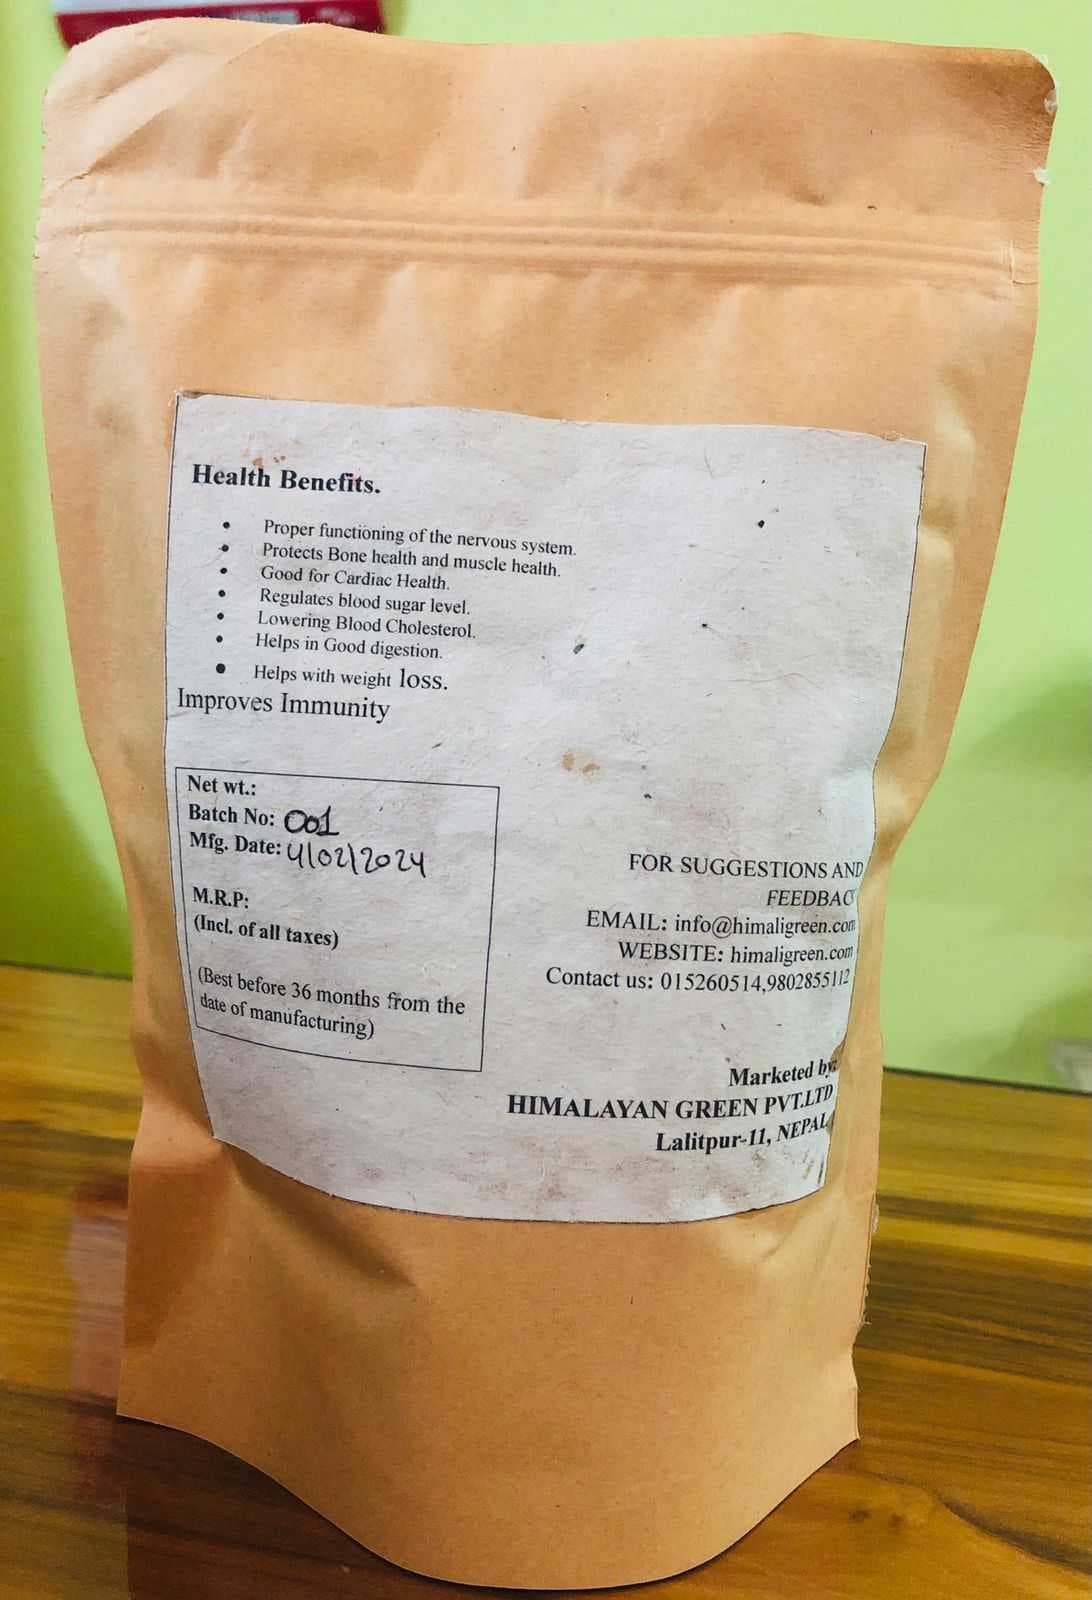 Health Benefits.
• Proper functioning of the nervous system.
• Protects Bone health and muscle health.
• Good for Cardiac Health.
• Regulates blood sugar level.
• Lowering Blood Cholesterol.
• Helps in Good digestion.
• Helps with weight loss.
Improves Immunity
Net wt.:
Batch No: 001
Mfg. Date: 4/02/2024
M.R.P:
(Incl. of all taxes)
(Best before 36 months from the
date of manufacturing)
FOR SUGGESTIONS AND
FEEDBAC
EMAIL: info@himaligreen.com
WEBSITE: himaligreen.com
Contact us: 015260514,9802855112
Marketed by:
HIMALAYAN GREEN PVT.LTD
Lalitpur-11, NEPAL